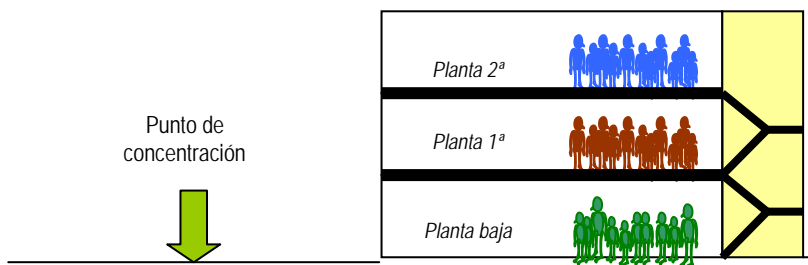 Planta 2ª
Punto de
concentración
Planta 1ª
Planta baja